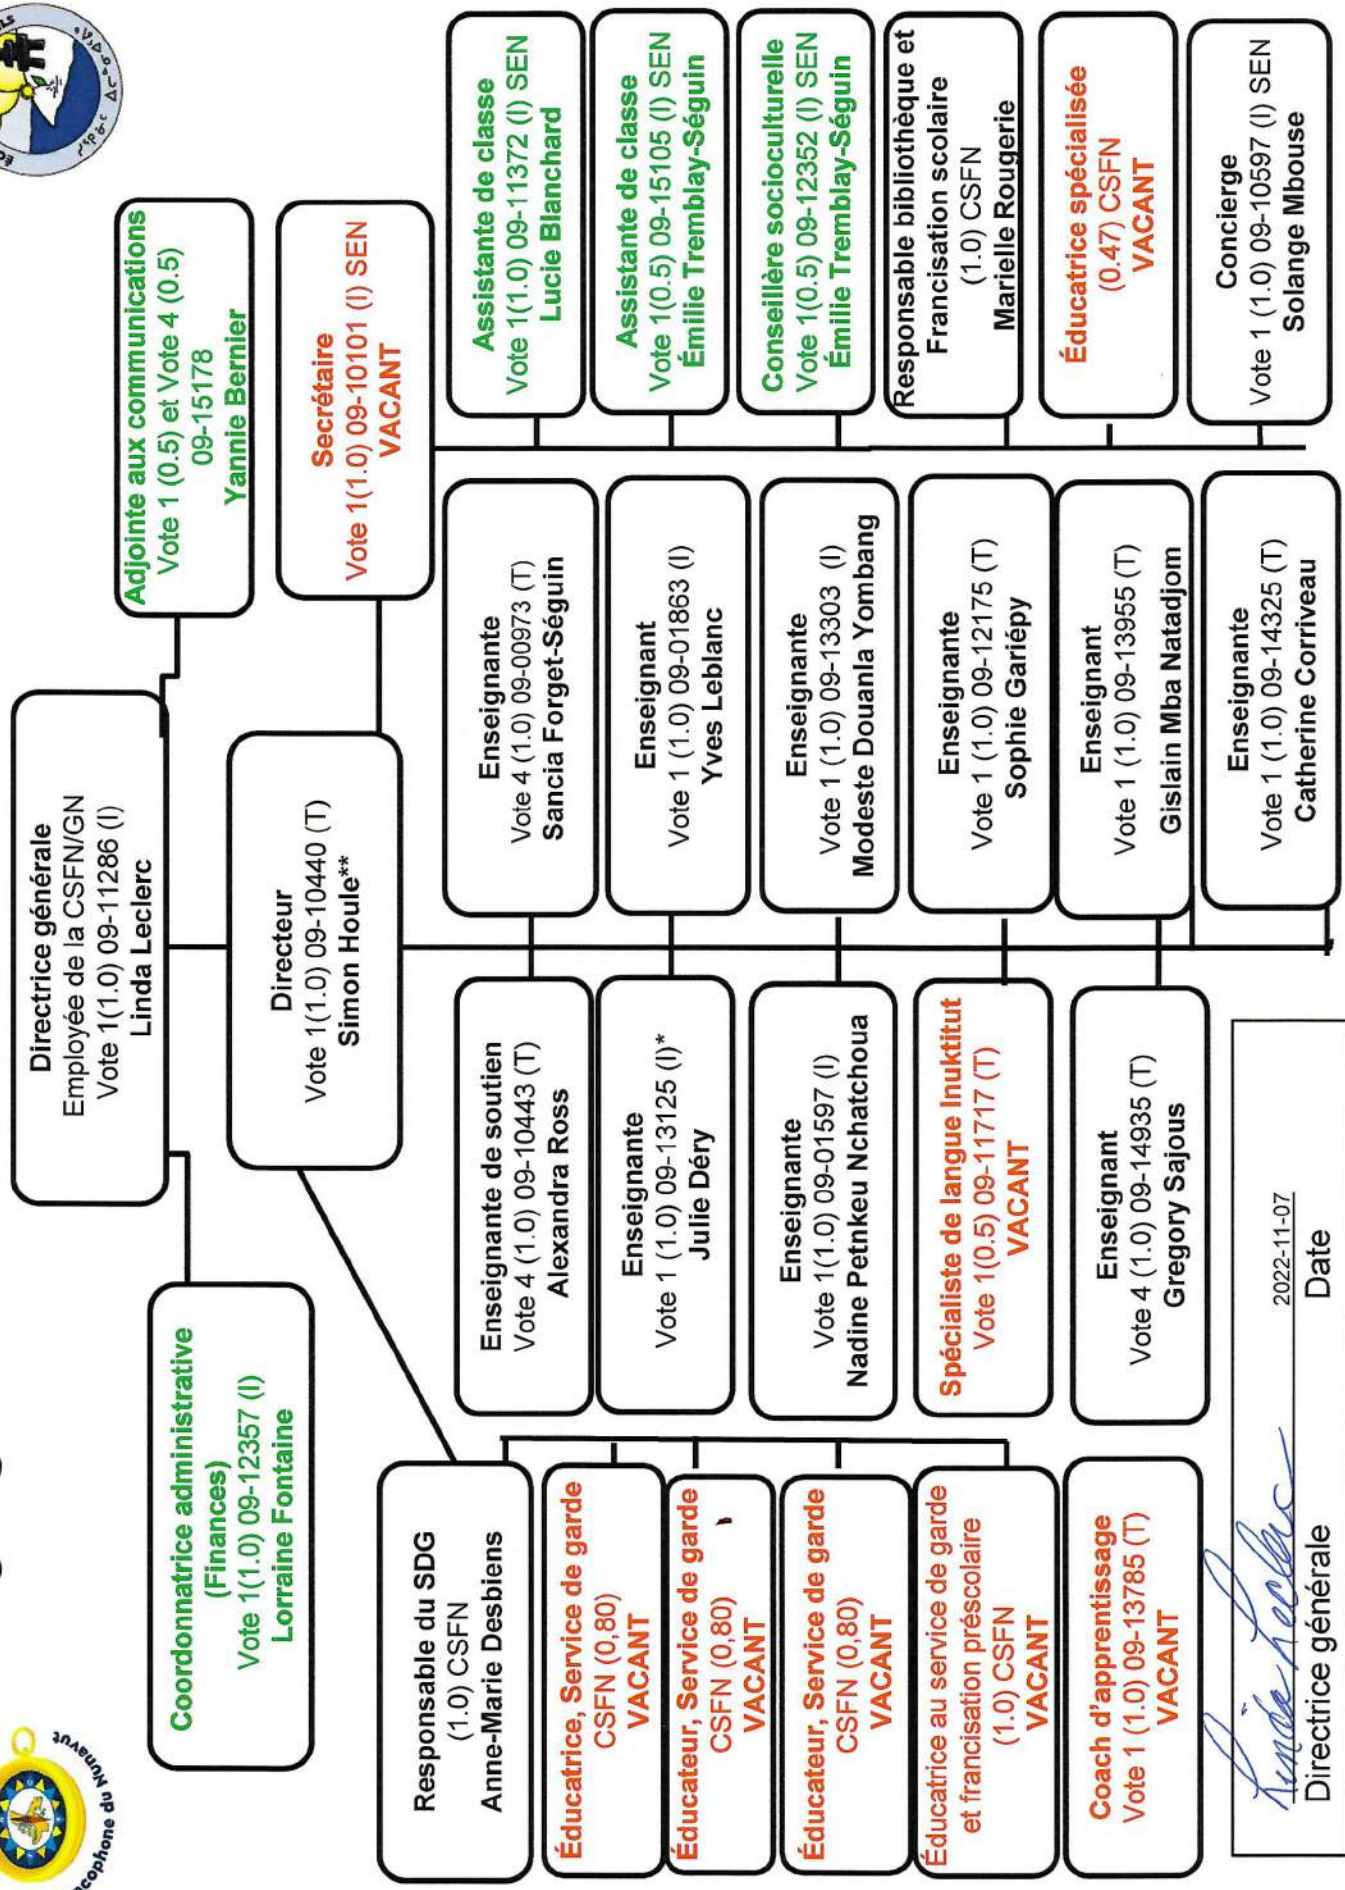 Directrice générale
Employée de la CSFN/GN
Vote 1(1.0) 09-11286 (I)
Linda Leclerc
Adjointe aux communications
Vote 1 (0.5) et Vote 4 (0.5)
09-15178
Yannie Bernier
Coordonnatrice administrative
(Finances)
Vote 1(1.0) 09-12357 (I)
Lorraine Fontaine
Directeur
Vote 1(1.0) 09-10440 (T)
Simon Houle**
Secrétaire
Vote 1(1.0) 09-10101 (I) SEN
VACANT
Responsable du SDG
(1.0) CSFN
Anne-Marie Desbiens
Éducatrice, Service de garde
CSFN (0,80)
VACANT
Éducateur, Service de garde
CSFN (0,80)
VACANT
Éducateur, Service de garde
CSFN (0,80)
VACANT
Éducatrice au service de garde
et francisation préscolaire
(1.0) CSFN
VACANT
Coach d'apprentissage
Vote 1 (1.0) 09-13785 (T)
VACANT
Enseignante de soutien
Vote 4 (1.0) 09-10443 (T)
Alexandra Ross
Enseignante
Vote 1 (1.0) 09-13125 (I)*
Julie Déry
Enseignante
Vote 1(1.0) 09-01597 (I)
Nadine Petnkeu Nchatchoua
Spécialiste de langue Inuktitut
Vote 1(0.5) 09-11717 (T)
VACANT
Enseignant
Vote 4 (1.0) 09-14935 (T)
Gregory Sajous
Enseignante
Vote 4 (1.0) 09-00973 (T)
Sancia Forget-Séguin
Enseignant
Vote 1 (1.0) 09-01863 (I)
Yves Leblanc
Enseignante
Vote 1 (1.0) 09-13303 (I)
Modeste Douanla Yombang
Enseignante
Vote 1 (1.0) 09-12175 (T)
Sophie Gariépy
Enseignant
Vote 1 (1.0) 09-13955 (T)
Gislain Mba Natadjom
Enseignante
Vote 1 (1.0) 09-14325 (T)
Catherine Corriveau
Assistante de classe
Vote 1(1.0) 09-11372 (I) SEN
Lucie Blanchard
Assistante de classe
Vote 1(0.5) 09-15105 (I) SEN
Émilie Tremblay-Séguin
Conseillère socioculturelle
Vote 1(0.5) 09-12352 (I) SEN
Émilie Tremblay-Séguin
Responsable bibliothèque et
Francisation scolaire
(1.0) CSFN
Marielle Rougerie
Éducatrice spécialisée
(0.47) CSFN
VACANT
Concierge
Vote 1 (1.0) 09-10597 (I) SEN
Solange Mbouse
2022-11-07
Directrice générale Date
du Nunavut